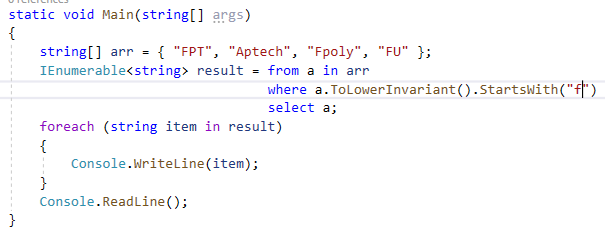 static void Main(string[] args)
{
string[] arr = { "FPT", "Aptech", "Fpoly", "FU" };
IEnumerable<string> result = from a in arr
where a.ToLowerInvariant().StartsWith("f")
select a;
foreach (string item in result)
{
Console.WriteLine(item);
}
Console.ReadLine();
}